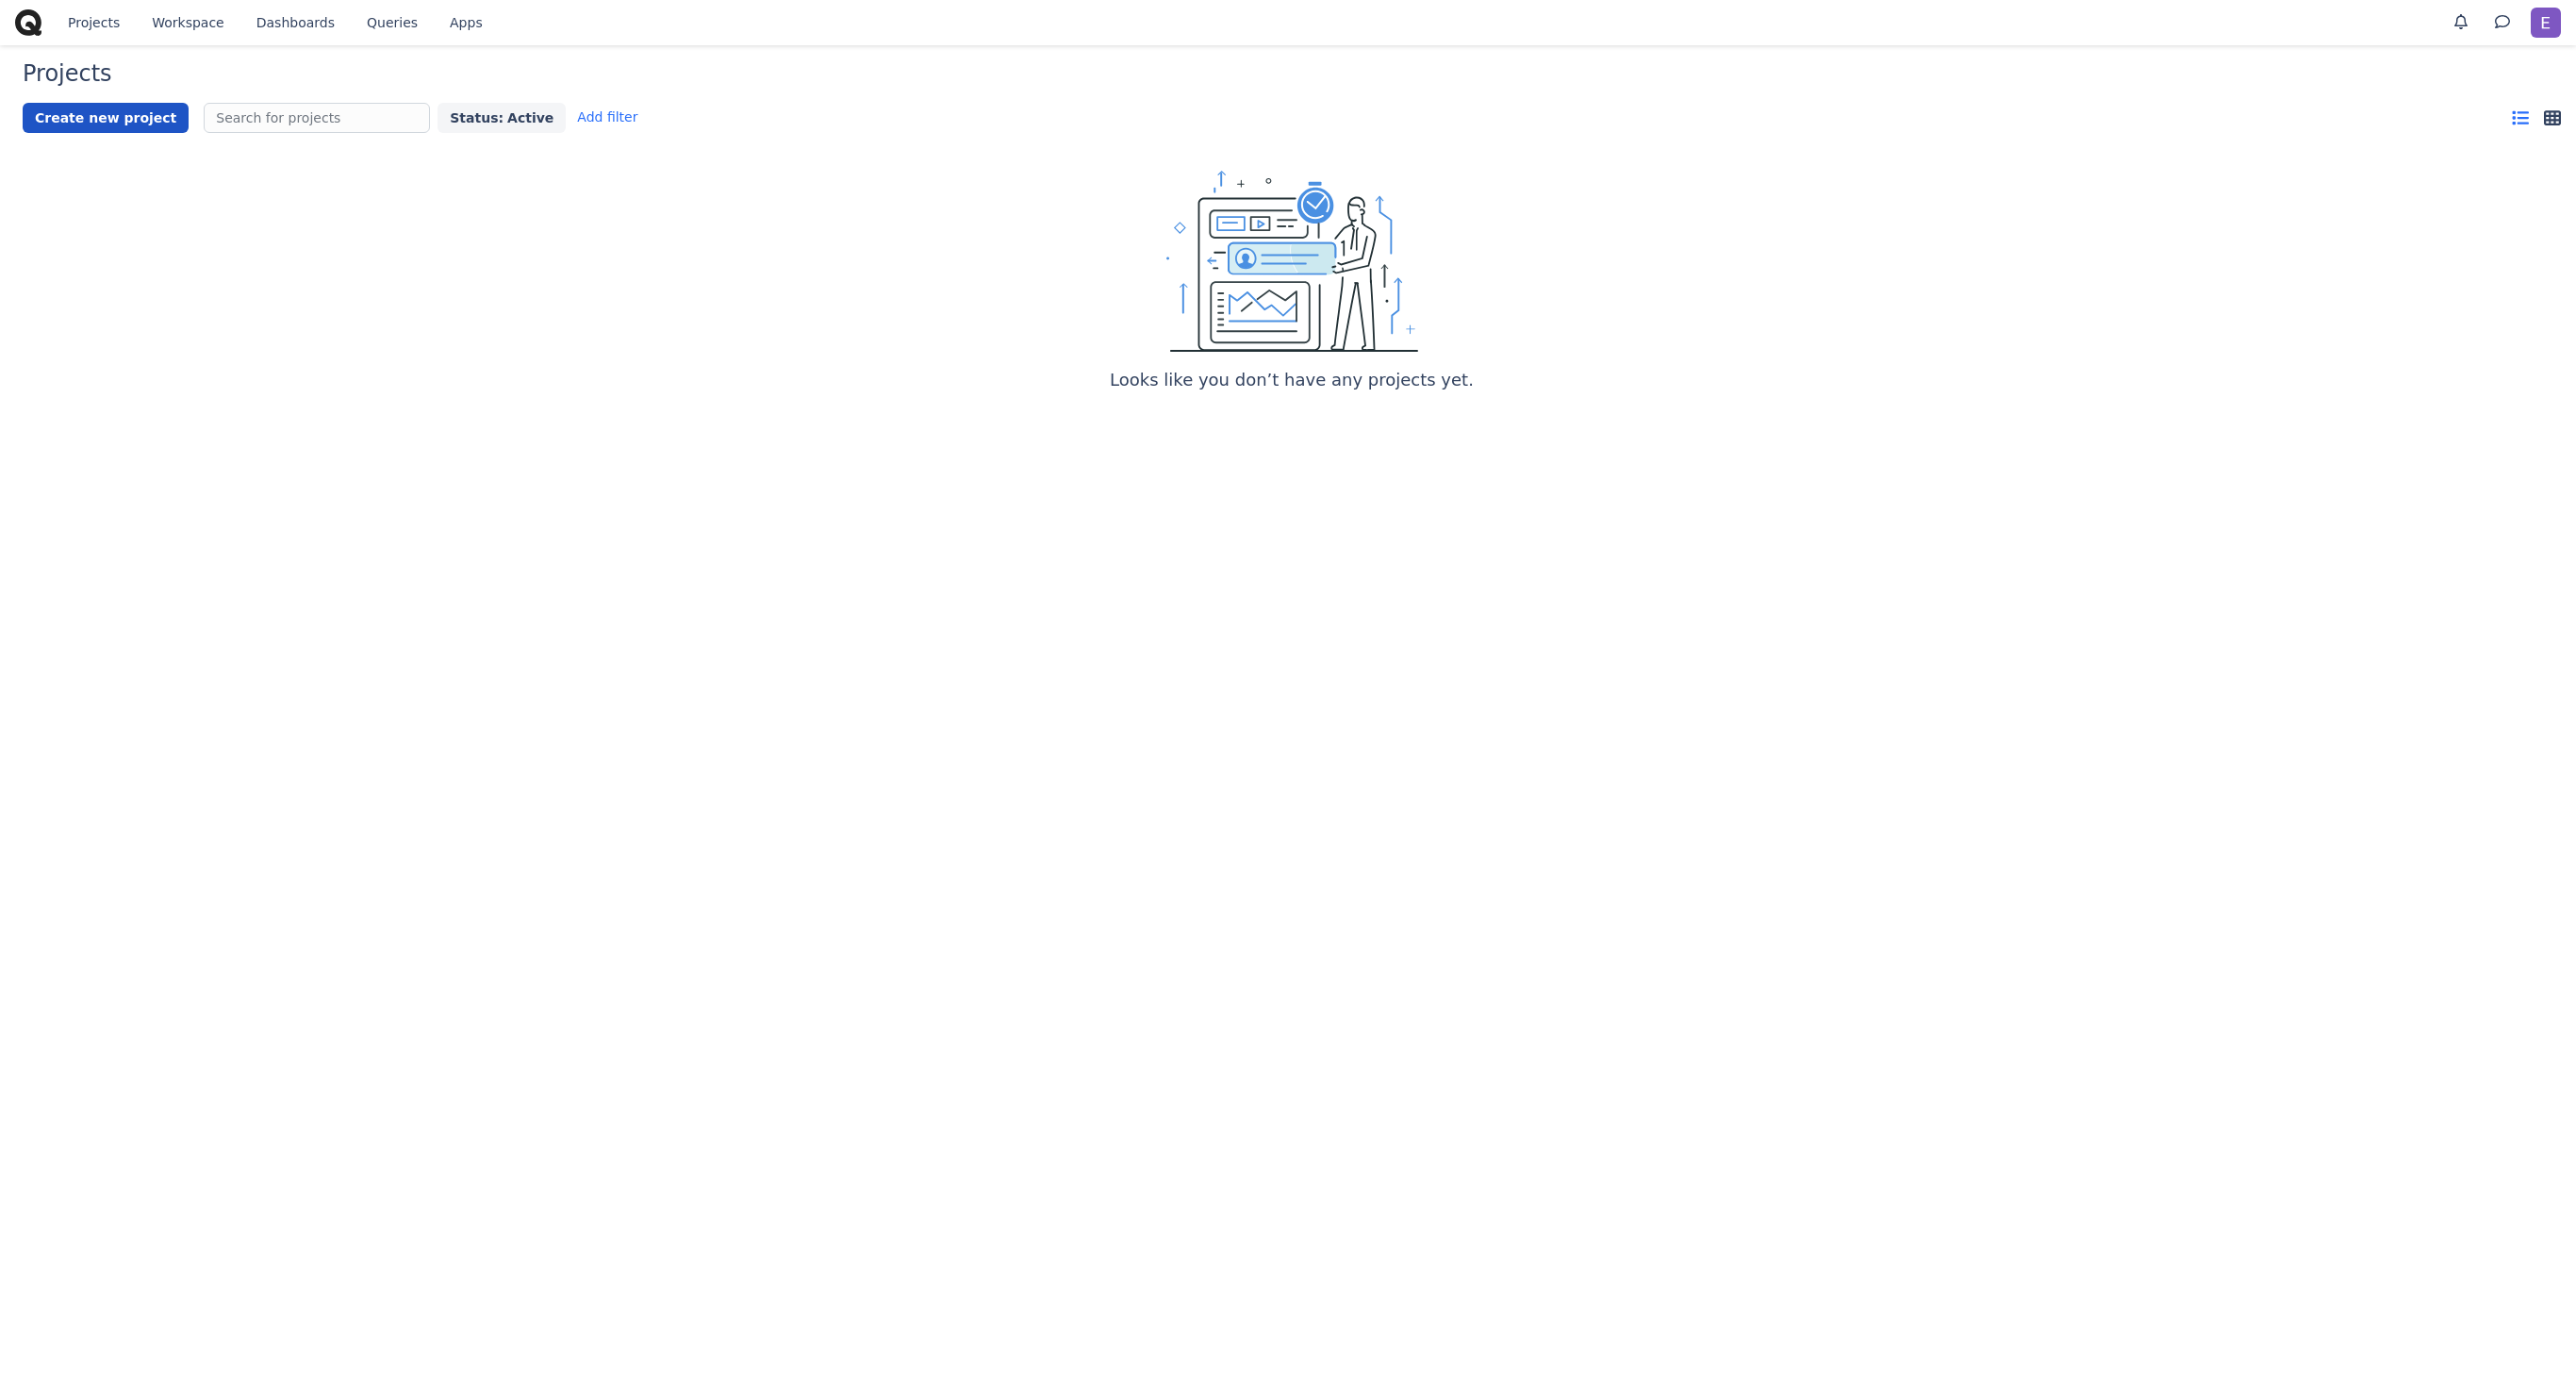 Projects Workspace Dashboards Queries Apps E
Projects
Create new project Search for projects Status: Active Add filter
Looks like you don’t have any projects yet.